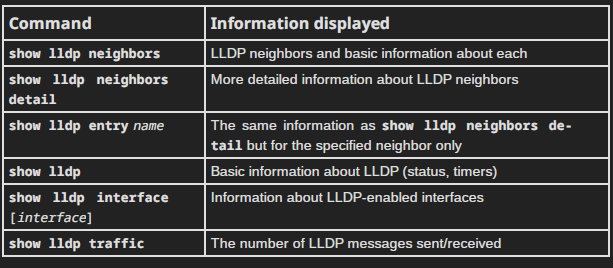 Command Information displayed
show lldp neighbors LLDP neighbors and basic information about each
show lldp neighbors More detailed information about LLDP neighbors
detail
show lldp entry name The same information as show lldp neighbors de-
tail but for the specified neighbor only
show lldp Basic information about LLDP (status, timers)
show lldp interface Information about LLDP-enabled interfaces
[interface]
show lldp traffic The number of LLDP messages sent/received